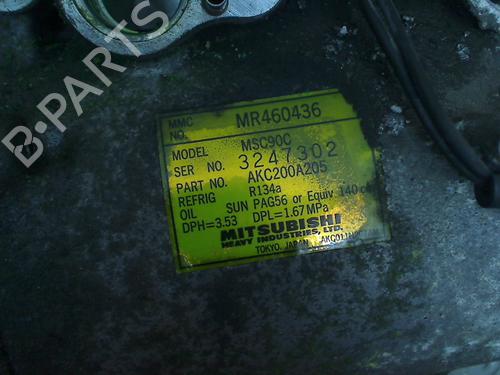 B-PARTS
MMC NO. MR460436
MODEL MSC90C
SER NO. 3247302
PART NO. AKC200A205
REFRIG R134a
OIL SUN PAG56 or Equiv. 140 c
DPH=3.53 DPL=1.67MPa
MITSUBISHI
HEAVY INDUSTRIES, LTD.
TOKYO, JAPAN